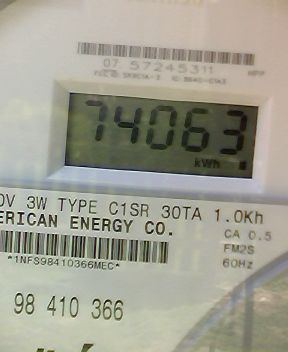 07 57245311
74063
kWh
0V 3W TYPE C1SR 30TA 1.0Kh
ERICAN ENERGY CO.
CA 0.5
FM2S
*1NFS98410366MEC*
60Hz
98 410 366